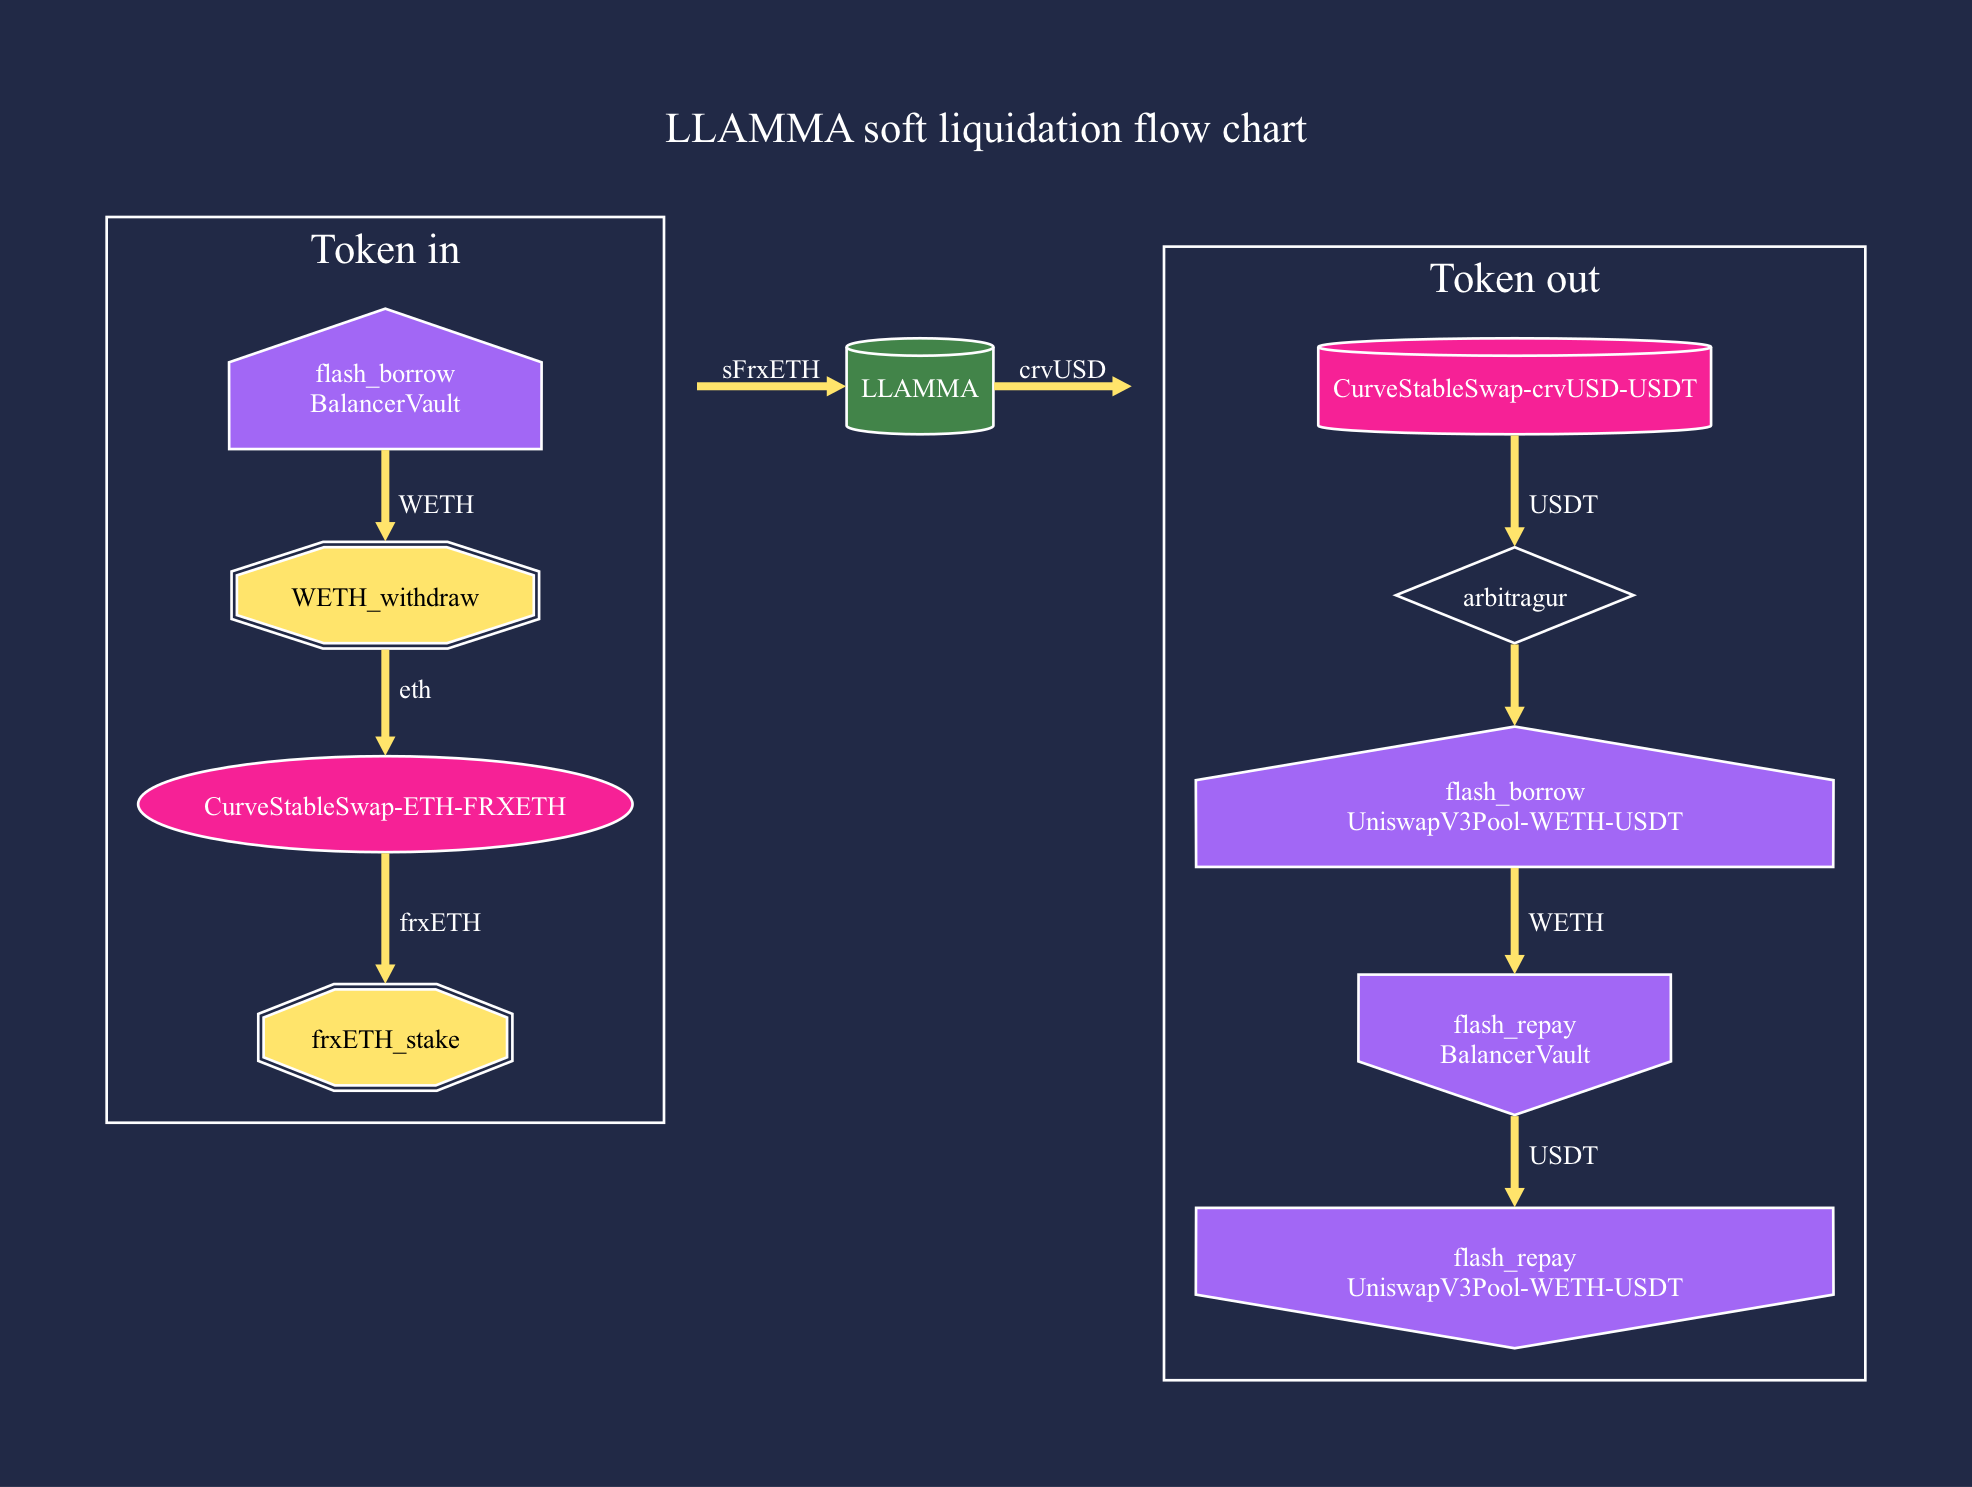 LLAMMA soft liquidation flow chart
Token in
flash_borrow
BalancerVault
WETH
WETH_withdraw
eth
CurveStableSwap-ETH-FRXETH
frxETH
frxETH_stake
sFrxETH
LLAMMA
crvUSD
Token out
CurveStableSwap-crvUSD-USDT
USDT
arbitragur
flash_borrow
UniswapV3Pool-WETH-USDT
WETH
flash_repay
BalancerVault
USDT
flash_repay
UniswapV3Pool-WETH-USDT